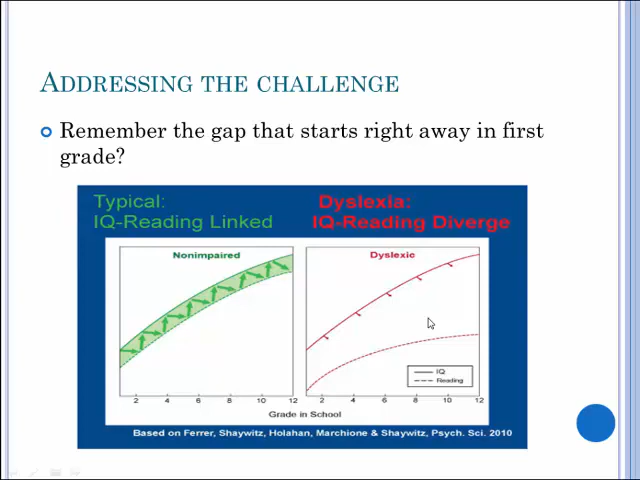 ADDRESSING THE CHALLENGE
Remember the gap that starts right away in first
grade?
Typical:
IQ-Reading Linked
Dyslexia:
IQ-Reading Diverge
Nonimpaired
Dyslexic
IQ
Reading
2 4 6 8 10 12
2 4 6 8 10 12
Grade in School
Based on Ferrer, Shaywitz, Holahan, Marchione & Shaywitz, Psych. Sci. 2010